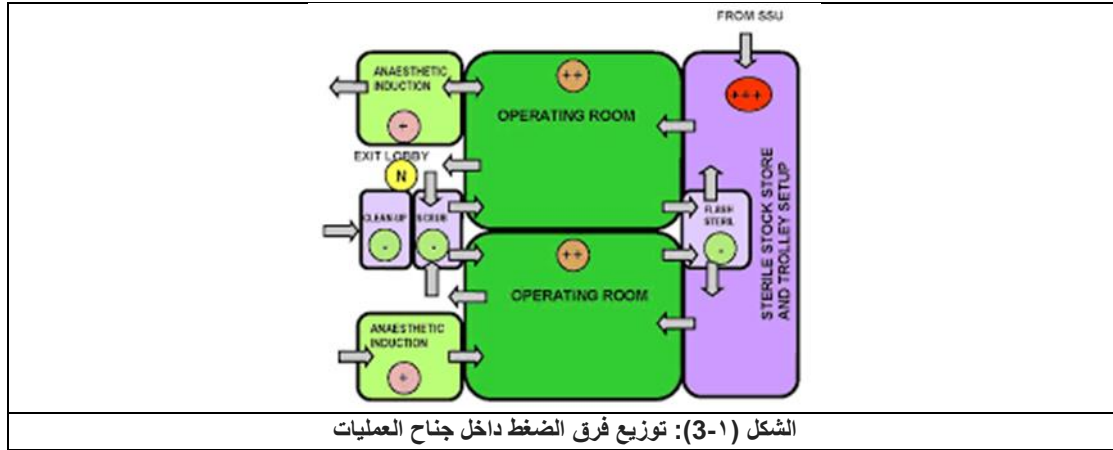 FROM SSU
ANAESTHETIC
INDUCTION
+
++
OPERATING ROOM
+++
EXIT LOBBY
N
CLEAN-UP
-
SCRUB
-
FLASH
STERIL
-
STERILE STOCK STORE
AND TROLLEY SETUP
++
OPERATING ROOM
ANAESTHETIC
INDUCTION
+
الشكل (١-3): توزيع فرق الضغط داخل جناح العمليات